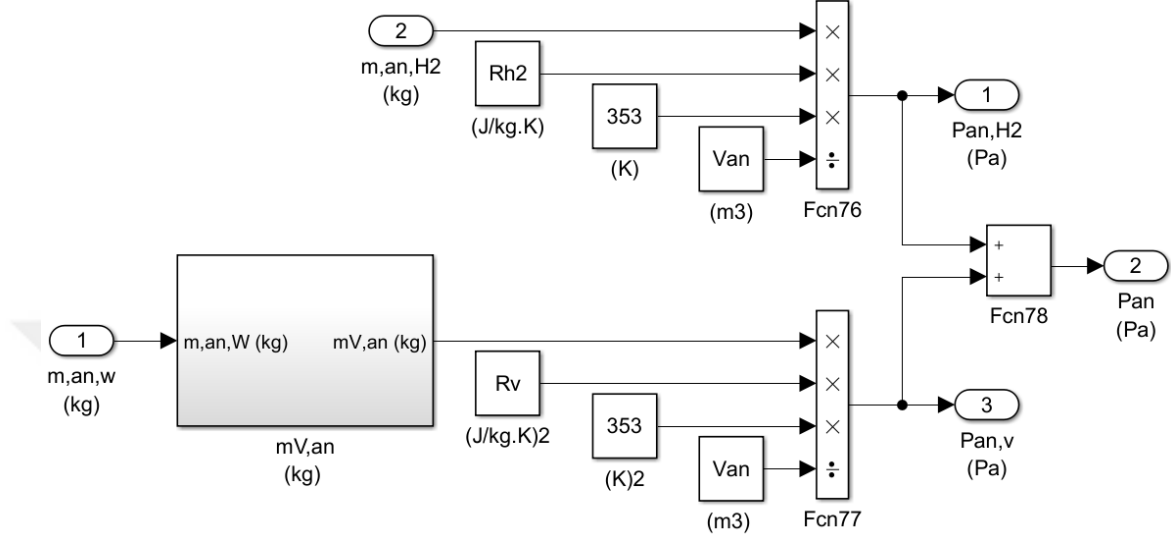 2
m,an,H2
(kg)
Rh2
(J/kg.K)
353
(K)
Van
(m3)
×
×
×
÷
Fcn76
1
Pan,H2
(Pa)
+
+
Fcn78
2
Pan
(Pa)
1
m,an,w
(kg)
m,an,W (kg)
mV,an (kg)
mV,an
(kg)
Rv
(J/kg.K)2
353
(K)2
Van
(m3)
×
×
×
÷
Fcn77
3
Pan,v
(Pa)